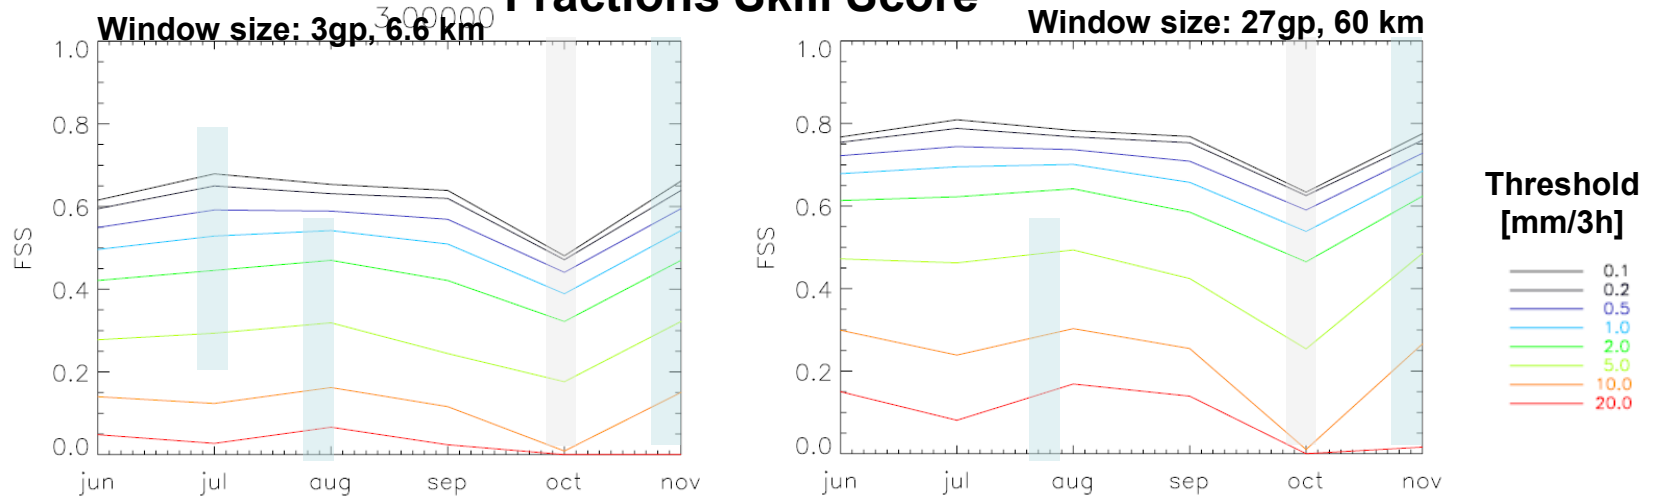 Fractions Skill Score
3.00000
Window size: 3gp, 6.6 km
Window size: 27gp, 60 km
1.0
0.8
0.6
0.4
0.2
0.0
FSS
jun jul aug sep oct nov
1.0
0.8
0.6
0.4
0.2
0.0
FSS
jun jul aug sep oct nov
Threshold
[mm/3h]
0.1
0.2
0.5
1.0
2.0
5.0
10.0
20.0